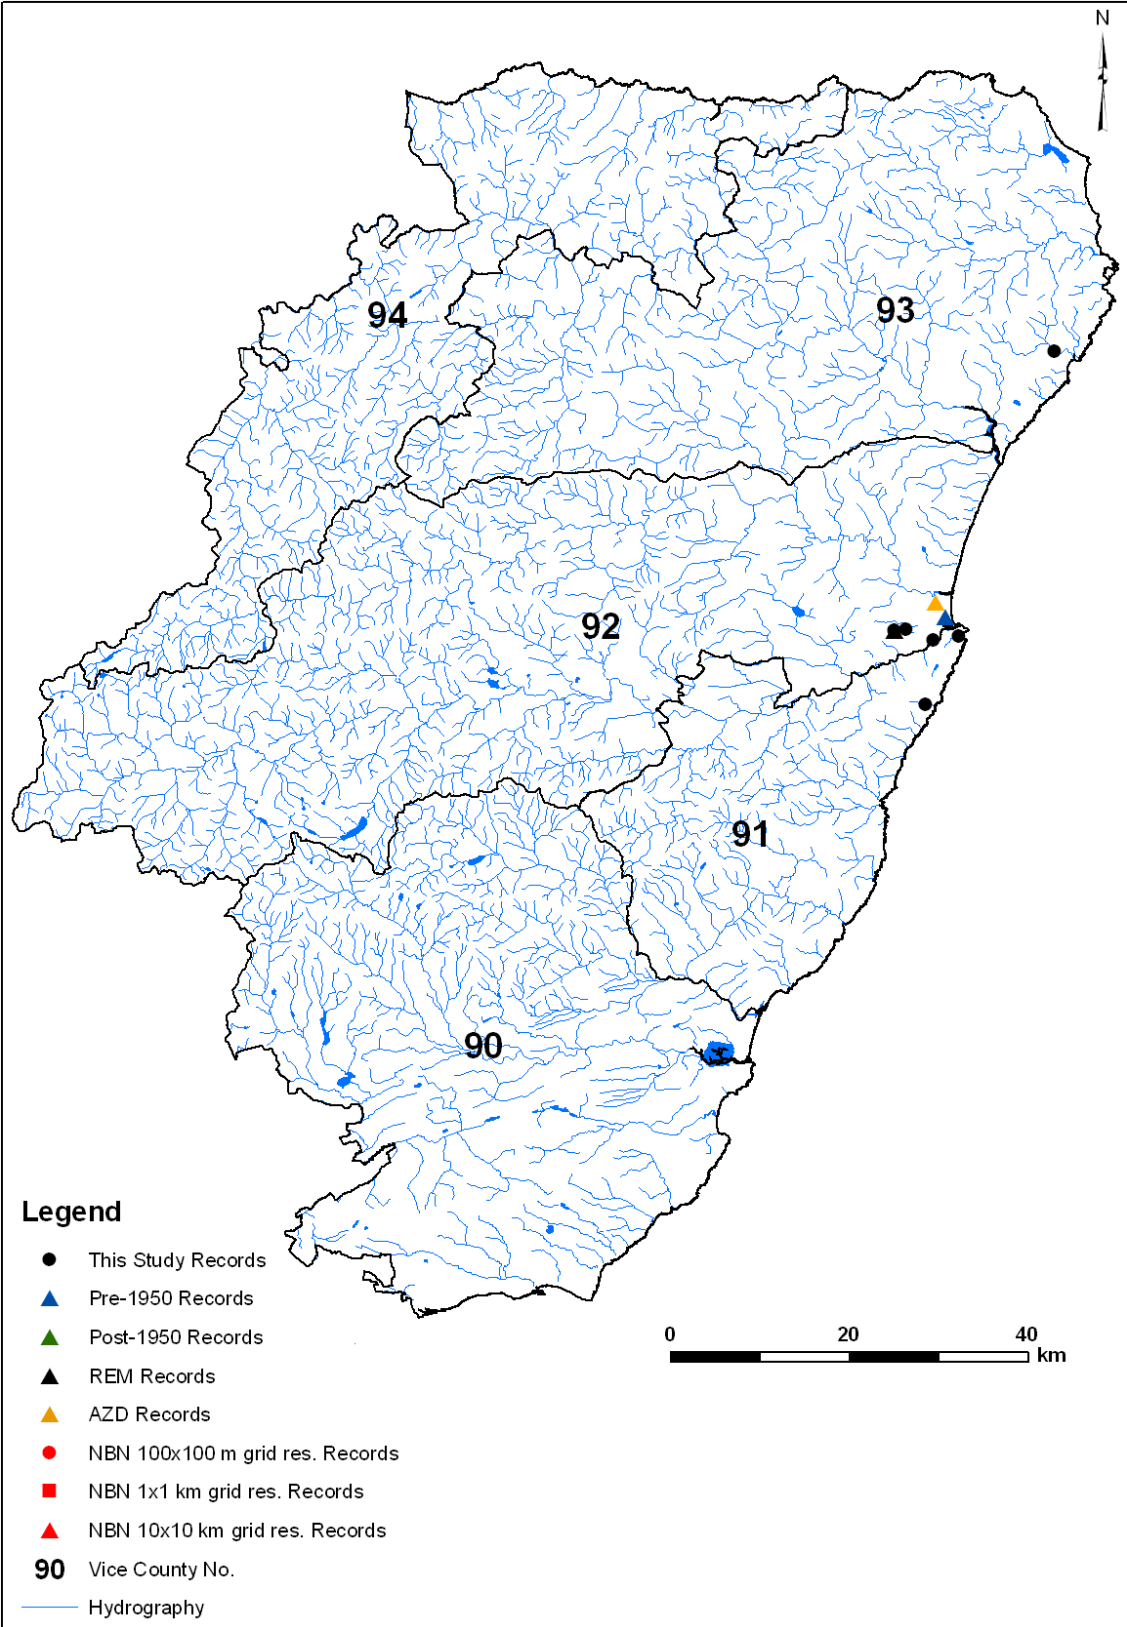 N
94
93
92
91
90
Legend
This Study Records
Pre-1950 Records
Post-1950 Records
REM Records
AZD Records
NBN 100x100 m grid res. Records
NBN 1x1 km grid res. Records
NBN 10x10 km grid res. Records
90 Vice County No.
Hydrography
0 20 40
km